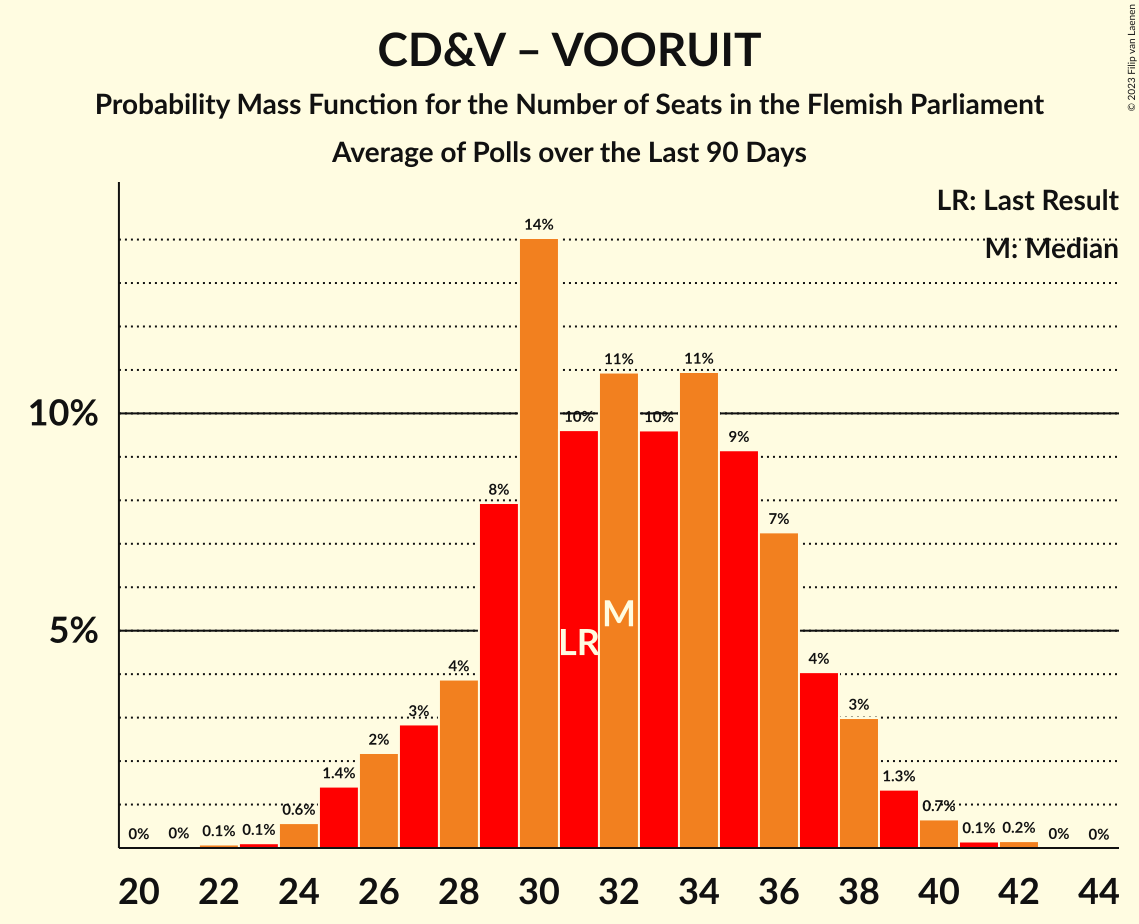 CD&V – VOORUIT
Probability Mass Function for the Number of Seats in the Flemish Parliament
Average of Polls over the Last 90 Days
© 2023 Filip van Laenen
LR: Last Result
M: Median
10%
5%
0% 0% 0.1% 0.1% 0.6% 1.4% 2% 3% 4% 8% 14% 10% 11% 10% 11% 9% 7% 4% 3% 1.3% 0.7% 0.1% 0.2% 0% 0%
LR M
20 22 24 26 28 30 32 34 36 38 40 42 44